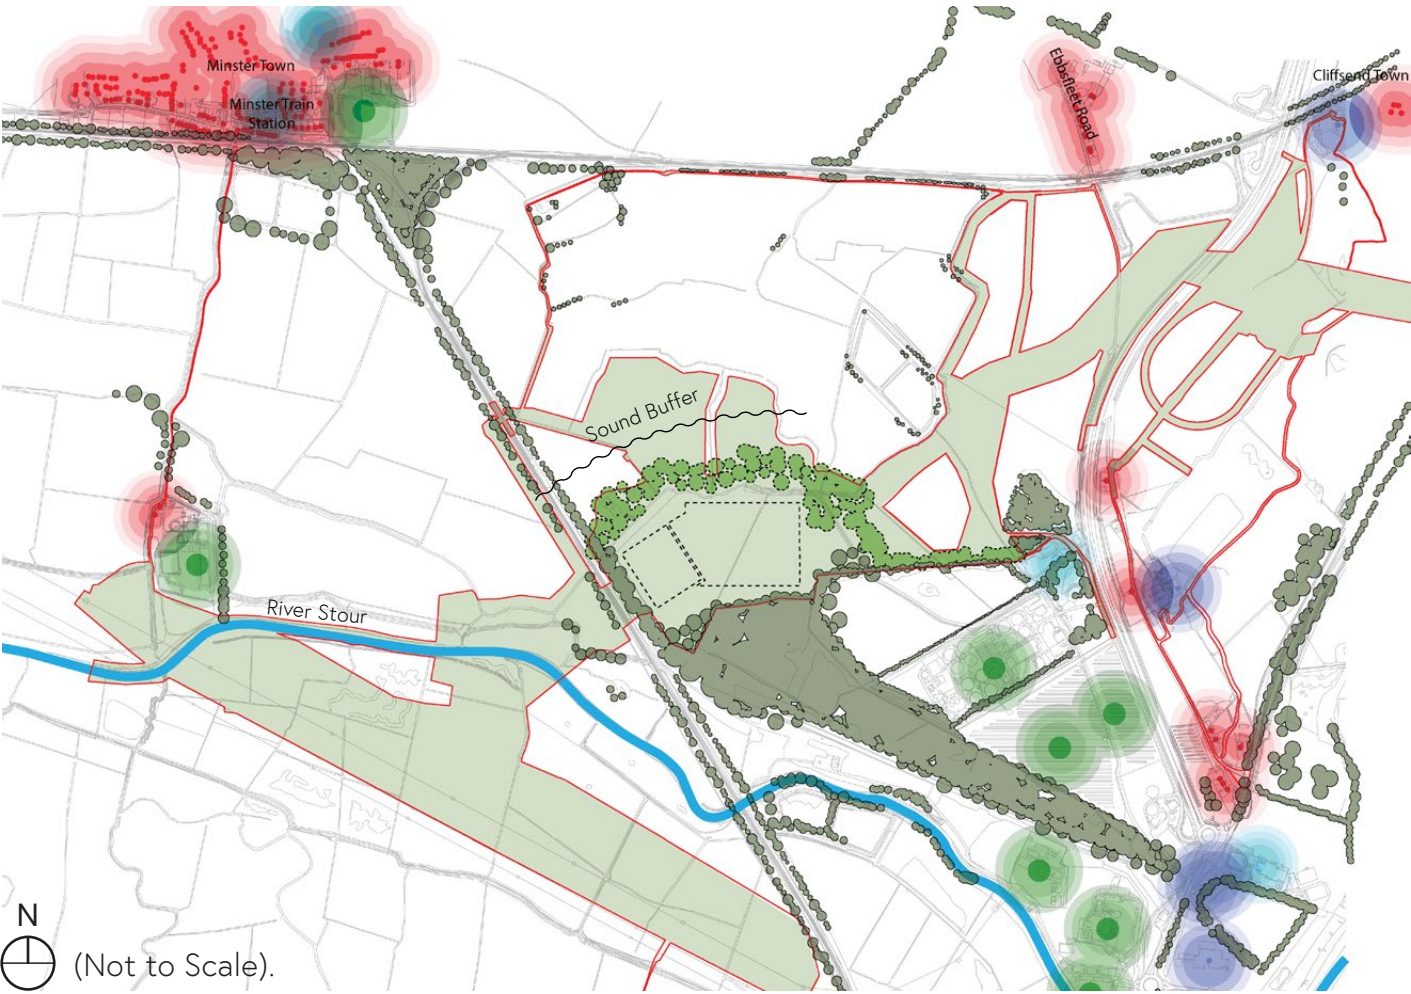 Minster Town
Minster Train
Station
Ebbsfleet Road
Cliffsend Town
Sound Buffer
River Stour
N
(Not to Scale).